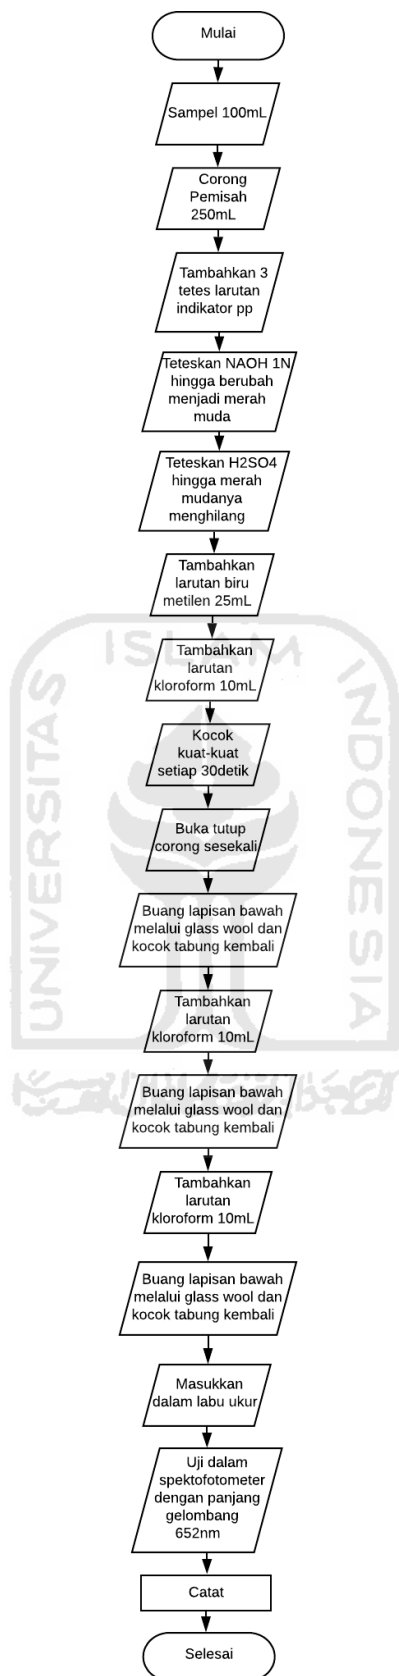 Mulai
Sampel 100mL
Corong
Pemisah
250mL
Tambahkan 3
tetes larutan
indikator pp
Teteskan NAOH 1N
hingga berubah
menjadi merah
muda
Teteskan H2SO4
hingga merah
mudanya
menghilang
Tambahkan
larutan biru
metilen 25mL
Tambahkan
larutan
kloroform 10mL
Kocok
kuat-kuat
setiap 30detik
Buka tutup
corong sesekali
Buang lapisan bawah
melalui glass wool dan
kocok tabung kembali
Tambahkan
larutan
kloroform 10mL
Buang lapisan bawah
melalui glass wool dan
kocok tabung kembali
Tambahkan
larutan
kloroform 10mL
Buang lapisan bawah
melalui glass wool dan
kocok tabung kembali
Masukkan
dalam labu ukur
Uji dalam
spektofotometer
dengan panjang
gelombang
652nm
Catat
Selesai
ISLAM
UNIVERSITAS
INDONESIA